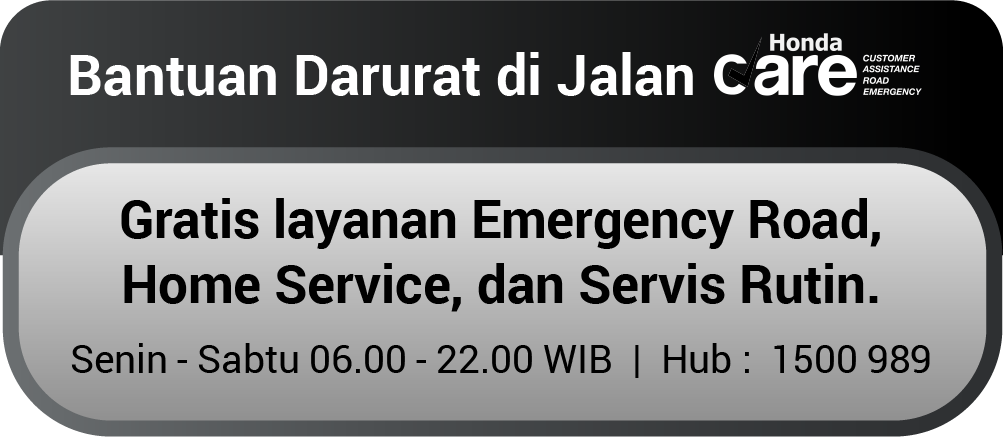 Bantuan Darurat di Jalan
Honda
care
CUSTOMER
ASSISTANCE
ROAD
EMERGENCY
Gratis layanan Emergency Road,
Home Service, dan Servis Rutin.
Senin - Sabtu 06.00 - 22.00 WIB | Hub : 1500 989